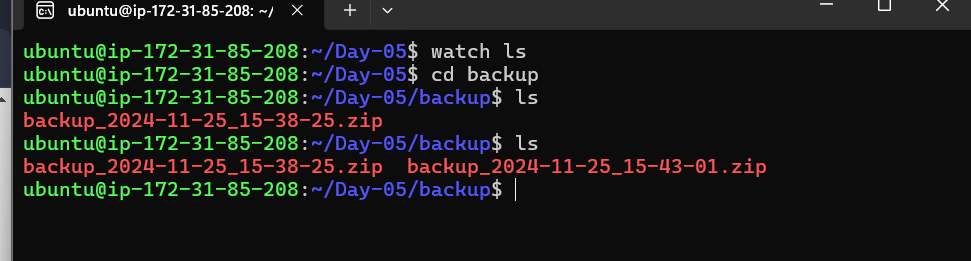 ubuntu@ip-172-31-85-208: ~/
ubuntu@ip-172-31-85-208:~/Day-05$ watch ls
ubuntu@ip-172-31-85-208:~/Day-05$ cd backup
ubuntu@ip-172-31-85-208:~/Day-05/backup$ ls
backup_2024-11-25_15-38-25.zip
ubuntu@ip-172-31-85-208:~/Day-05/backup$ ls
backup_2024-11-25_15-38-25.zip  backup_2024-11-25_15-43-01.zip
ubuntu@ip-172-31-85-208:~/Day-05/backup$